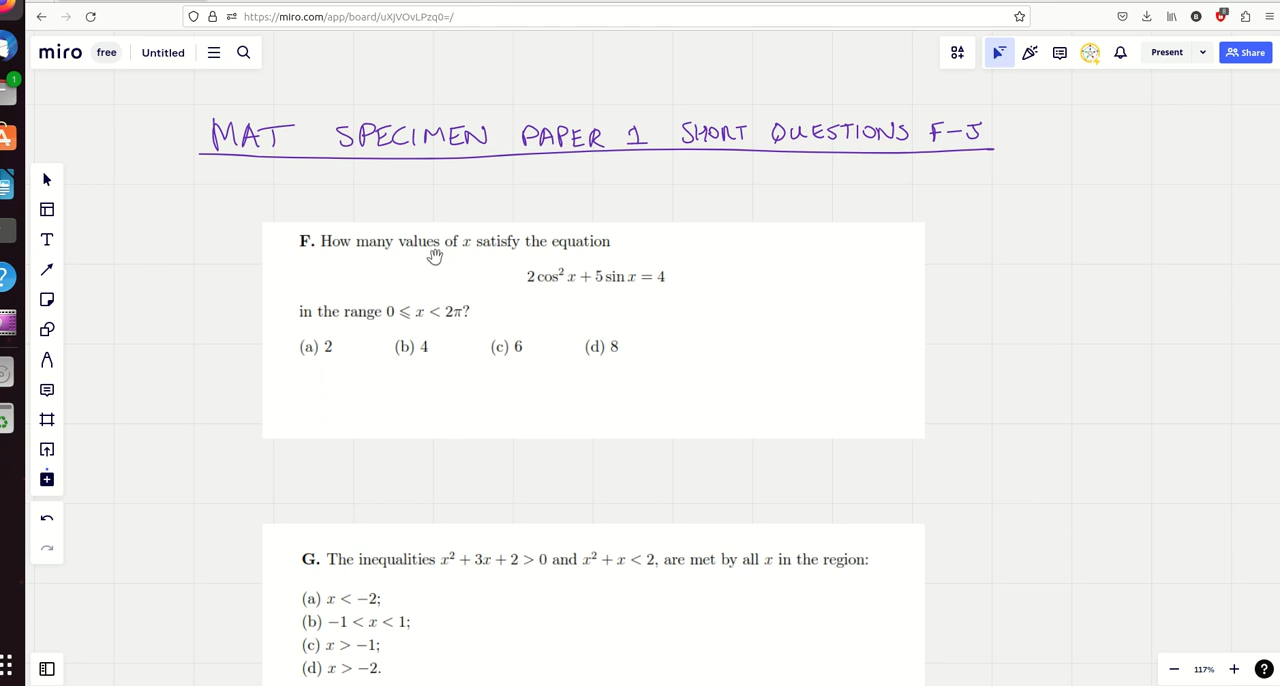 https://miro.com/app/board/uXjVOvLPzq0=/
8
miro free Untitled
Present
Share
1
MAT SPECIMEN PAPER 1 SHORT QUESTIONS F-J
F. How many values of x satisfy the equation
2 cos² x + 5 sin x = 4
in the range 0 ⩽ x < 2π?
(a) 2 (b) 4 (c) 6 (d) 8
G. The inequalities x² + 3x + 2 > 0 and x² + x < 2, are met by all x in the region:
(a) x < −2;
(b) −1 < x < 1;
(c) x > −1;
(d) x > −2.
117%